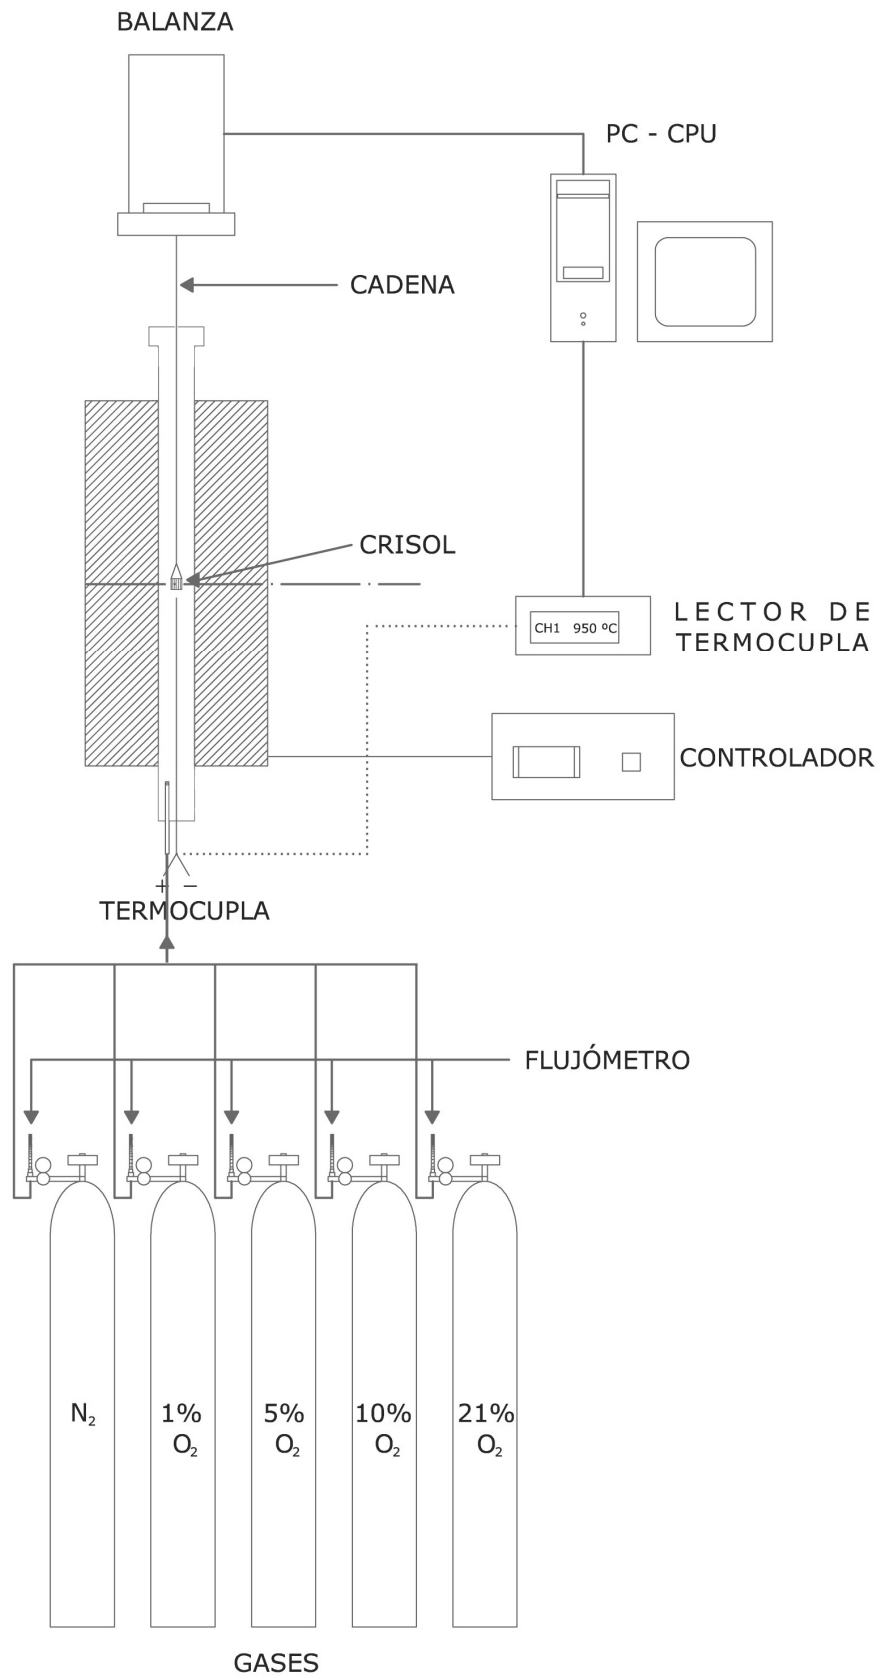 BALANZA
PC - CPU
CADENA
CRISOL
LECTOR DE
TERMOCUPLA
CH1 950 ºC
CONTROLADOR
+ −
TERMOCUPLA
FLUJÓMETRO
N₂
1%
O₂
5%
O₂
10%
O₂
21%
O₂
GASES